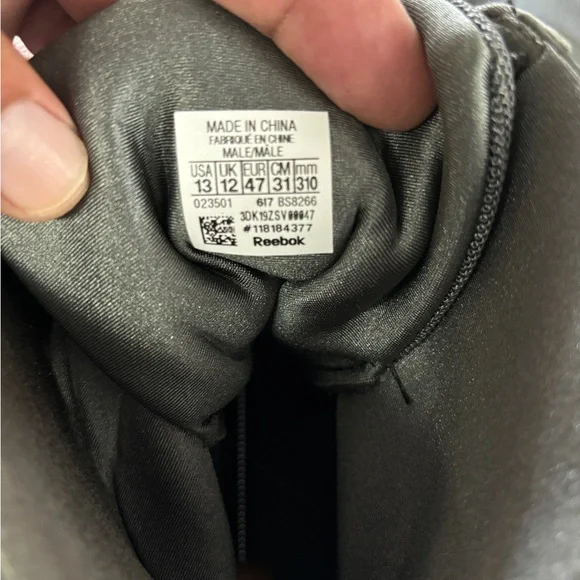 MADE IN CHINA
FABRIQUÉ EN CHINE
MALE/MÂLE
USA UK EUR CM mm
13 12 47 31 310
023501 617 BS8266
3DK19ZSV00047
#118184377
Reebok